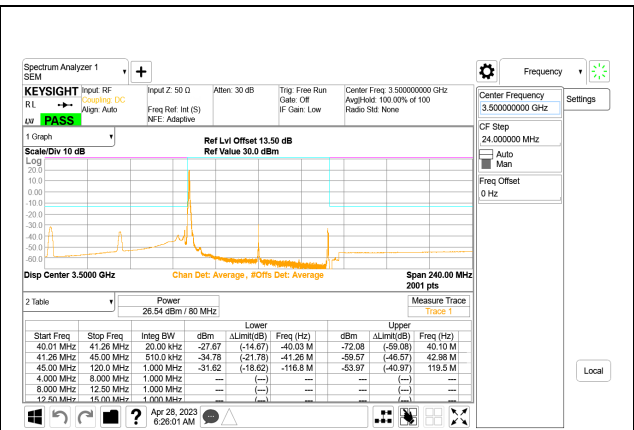 Spectrum Analyzer 1
SEM
Frequency
KEYSIGHT Input: RF Input Z: 50 Ω Atten: 30 dB Trig: Free Run Center Freq: 3.500000000 GHz
RL Coupling: DC Gate: Off Avg|Hold: 100.00% of 100
Align: Auto Freq Ref: Int (S) IF Gain: Low Radio Std: None
LXI PASS NFE: Adaptive
Center Frequency
3.500000000 GHz
Settings
CF Step
24.000000 MHz
Auto
Man
Freq Offset
0 Hz
1 Graph
Ref Lvl Offset 13.50 dB
Scale/Div 10 dB Ref Value 30.0 dBm
Log
20.0
10.0
0.00
-10.0
-20.0
-30.0
-40.0
-50.0
-60.0
Disp Center 3.5000 GHz Chan Det: Average , #Offs Det: Average Span 240.00 MHz
2001 pts
2 Table Power Measure Trace
26.54 dBm / 80 MHz Trace 1
Lower Upper
Start Freq Stop Freq Integ BW dBm ΔLimit(dB) Freq (Hz) dBm ΔLimit(dB) Freq (Hz)
40.01 MHz 41.26 MHz 20.00 kHz -27.67 (-14.67) -40.03 M -72.08 (-59.08) 40.10 M
41.26 MHz 45.00 MHz 510.0 kHz -34.78 (-21.78) -41.26 M -59.57 (-46.57) 42.98 M
45.00 MHz 120.0 MHz 1.000 MHz -31.62 (-18.62) -116.8 M -53.97 (-40.97) 119.5 M
4.000 MHz 8.000 MHz 1.000 MHz --- (---) --- --- (---) ---
8.000 MHz 12.50 MHz 1.000 MHz --- (---) --- --- (---) ---
12.50 MHz 15.00 MHz 1.000 MHz --- (---) --- --- (---) ---
Local
? Apr 28, 2023
6:26:01 AM